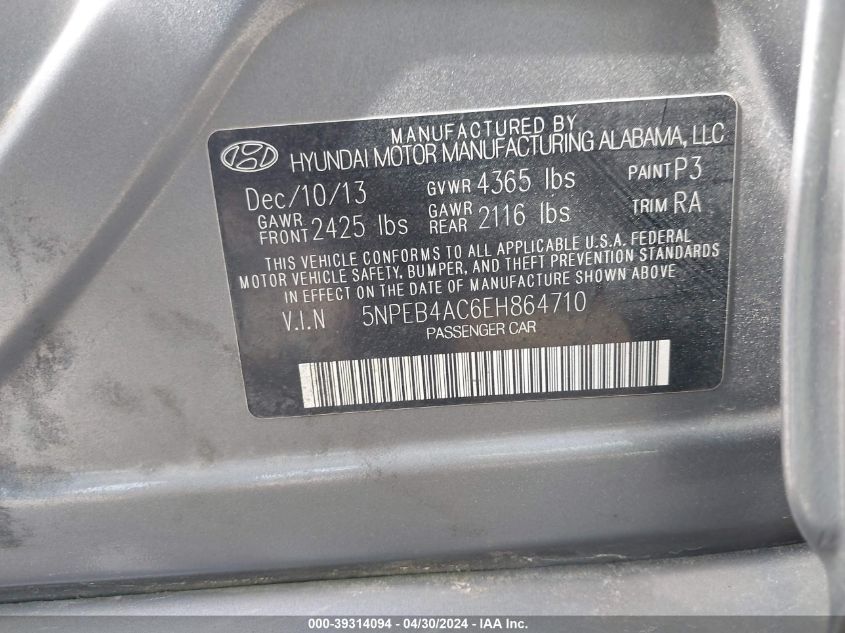 MANUFACTURED BY
HYUNDAI MOTOR MANUFACTURING ALABAMA, LLC
Dec/10/13 GVWR 4365 lbs PAINT P3
GAWR FRONT 2425 lbs GAWR REAR 2116 lbs TRIM RA
THIS VEHICLE CONFORMS TO ALL APPLICABLE U.S.A. FEDERAL
MOTOR VEHICLE SAFETY, BUMPER, AND THEFT PREVENTION STANDARDS
IN EFFECT ON THE DATE OF MANUFACTURE SHOWN ABOVE
V.I.N 5NPEB4AC6EH864710
PASSENGER CAR
000-39314094 - 04/30/2024 - IAA Inc.